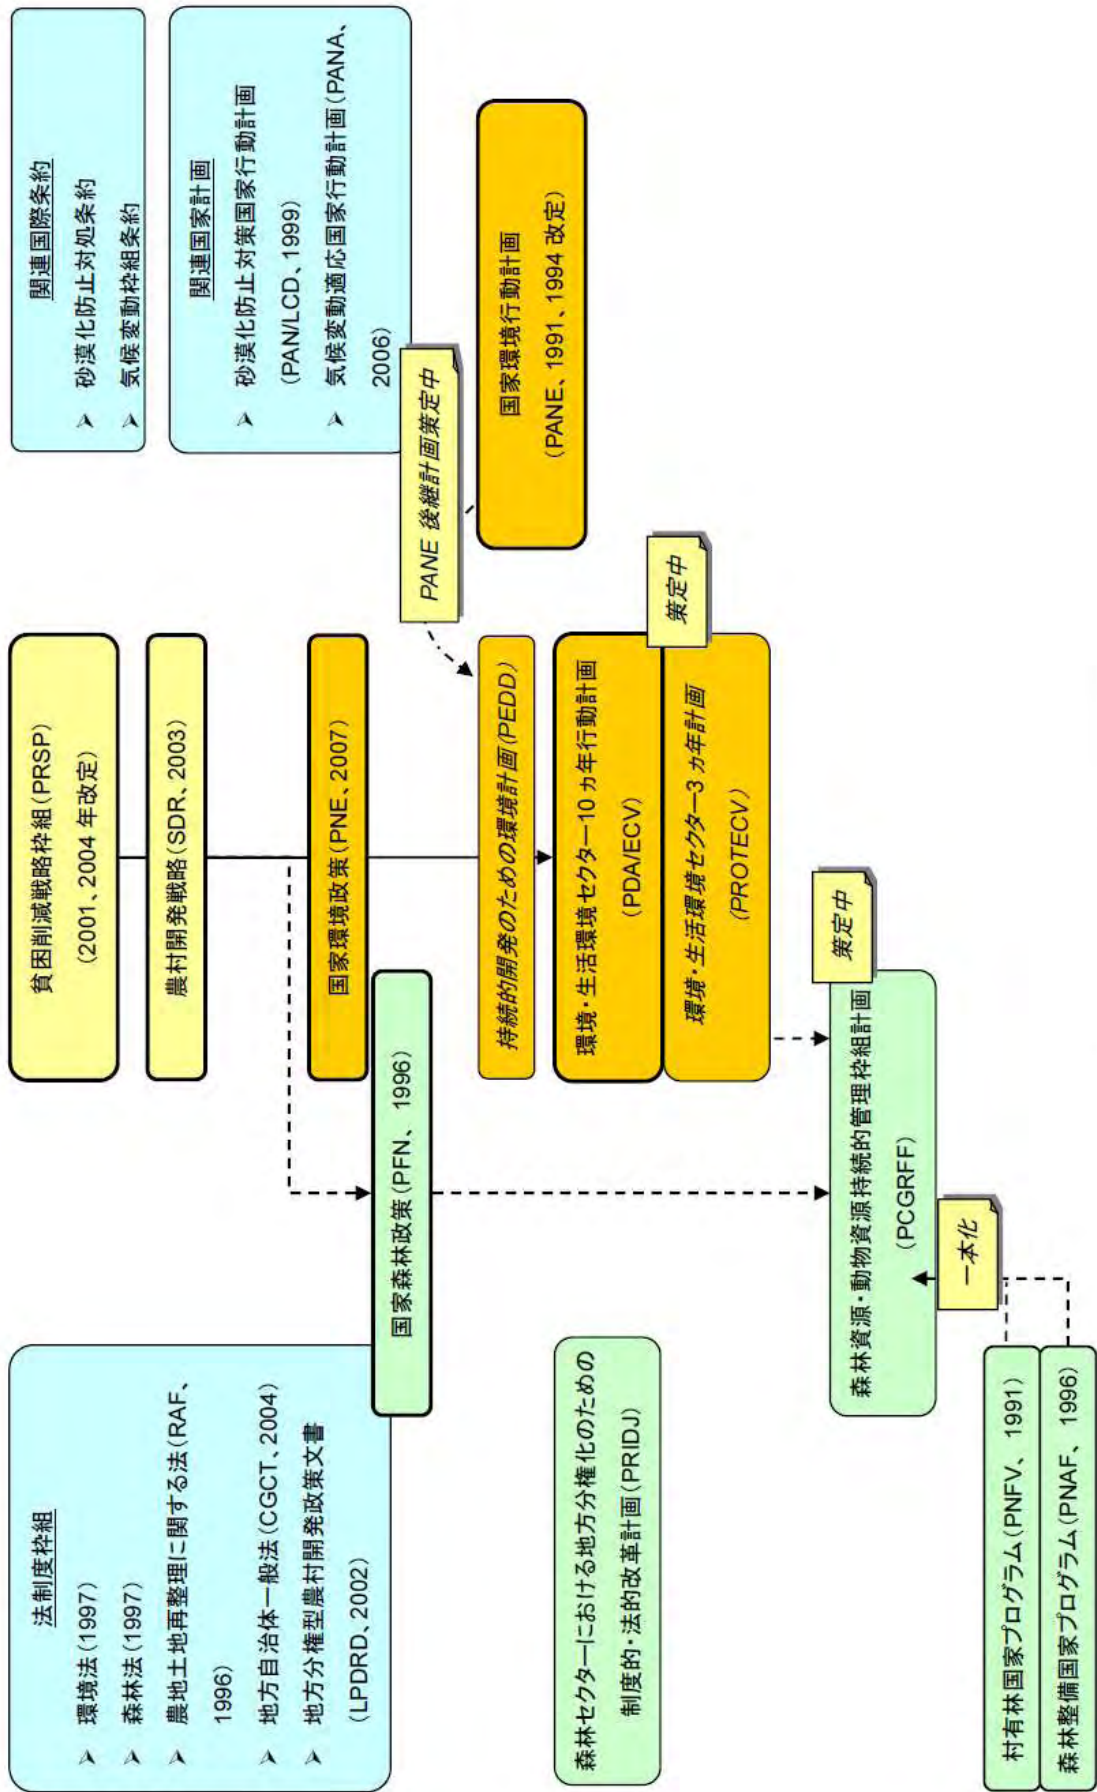 法制度枠組
➢ 環境法(1997)
➢ 森林法(1997)
➢ 農地土地再整理に関する法(RAF、
1996)
➢ 地方自治体一般法(CGCT、2004)
➢ 地方分権型農村開発政策文書
(LPDRD、2002)
貧困削減戦略枠組(PRSP)
(2001、2004 年改定)
農村開発戦略(SDR、2003)
国家環境政策(PNE、2007)
国家森林政策(PFN、1996)
関連国際条約
➢ 砂漠化防止対処条約
➢ 気候変動枠組条約
関連国家計画
➢ 砂漠化防止対策国家行動計画
(PAN/LCD、1999)
➢ 気候変動適応国家行動計画(PANA、
2006)
PANE 後継計画策定中
国家環境行動計画
(PANE、1991、1994 改定)
持続的開発のための環境計画(PEDD)
環境・生活環境セクター10 ヵ年行動計画
(PDA/ECV)
策定中
環境・生活環境セクター3 ヵ年計画
(PROTECV)
森林セクターにおける地方分権化のための
制度的・法的改革計画(PRIDJ)
策定中
森林資源・動物資源持続的管理枠組計画
(PCGRFF)
一本化
村有林国家プログラム(PNFV、1991)
森林整備国家プログラム(PNAF、1996)